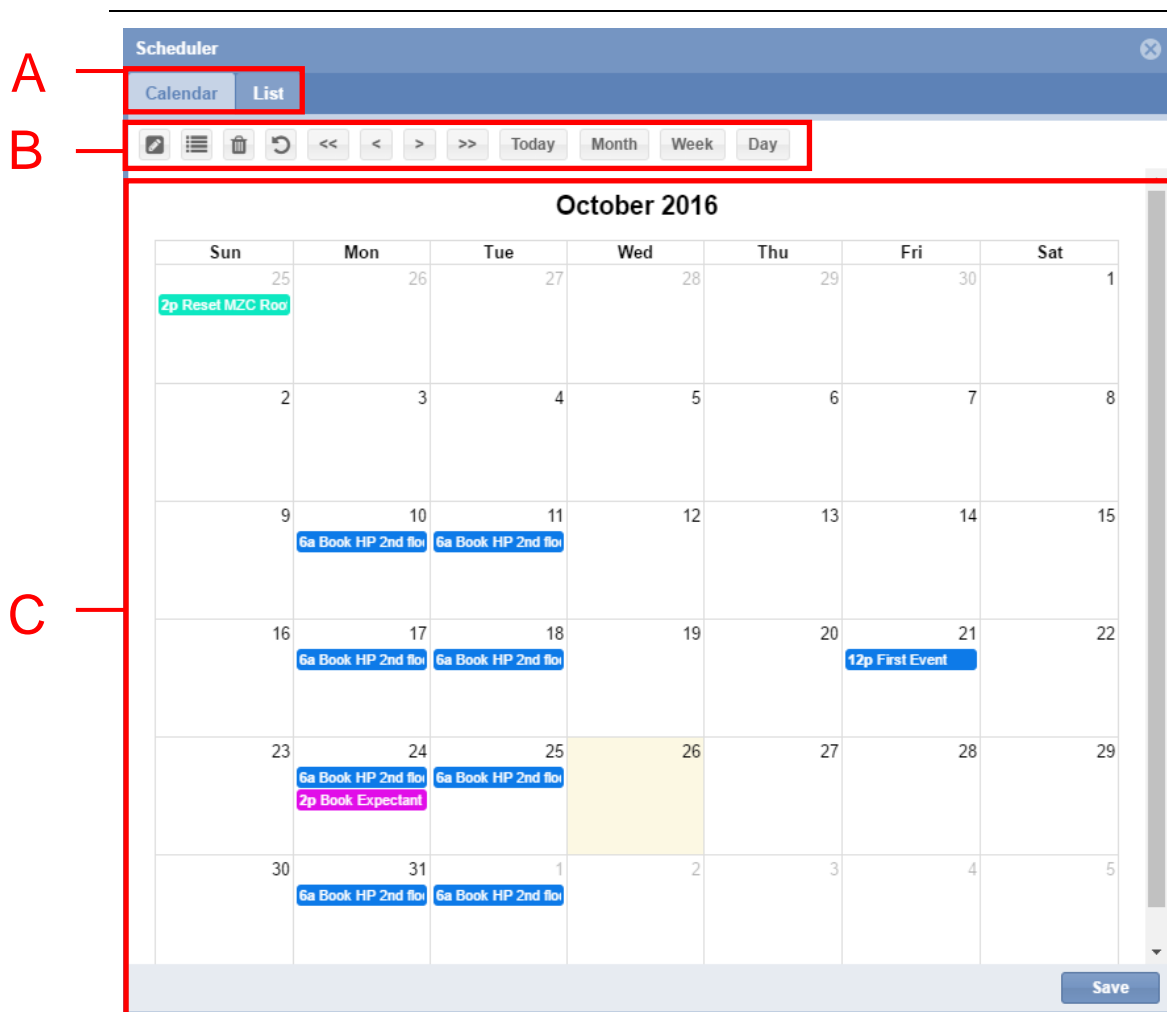 Scheduler
A
Calendar List
B
<< < > >> Today Month Week Day
October 2016
Sun Mon Tue Wed Thu Fri Sat
25 26 27 28 29 30 1
2p Reset MZC Roo
2 3 4 5 6 7 8
9 10 11 12 13 14 15
6a Book HP 2nd flo 6a Book HP 2nd flo
C
16 17 18 19 20 21 22
6a Book HP 2nd flo 6a Book HP 2nd flo 12p First Event
23 24 25 26 27 28 29
6a Book HP 2nd flo 6a Book HP 2nd flo
2p Book Expectant
30 31 1 2 3 4 5
6a Book HP 2nd flo 6a Book HP 2nd flo
Save